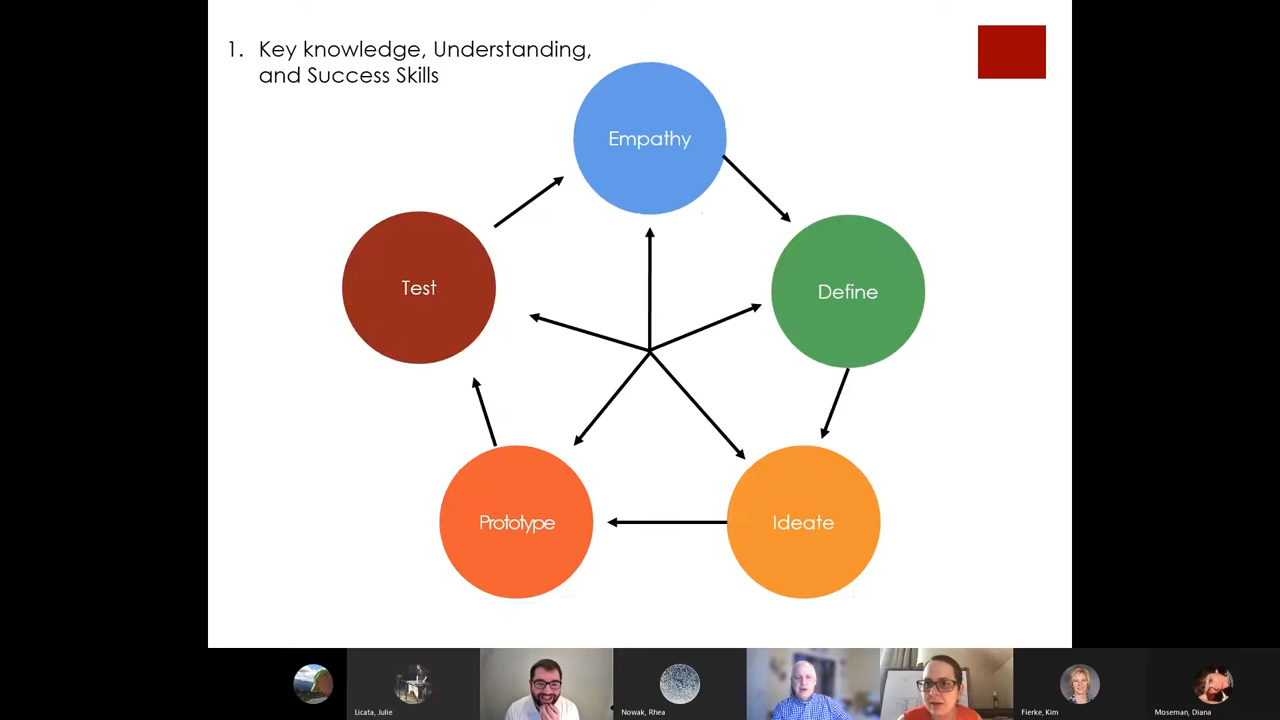 1. Key knowledge, Understanding,
and Success Skills
Empathy
Test
Define
Prototype
Ideate
Licata, Julie
Nowak, Rhea
Fierke, Kim
Moseman, Diana